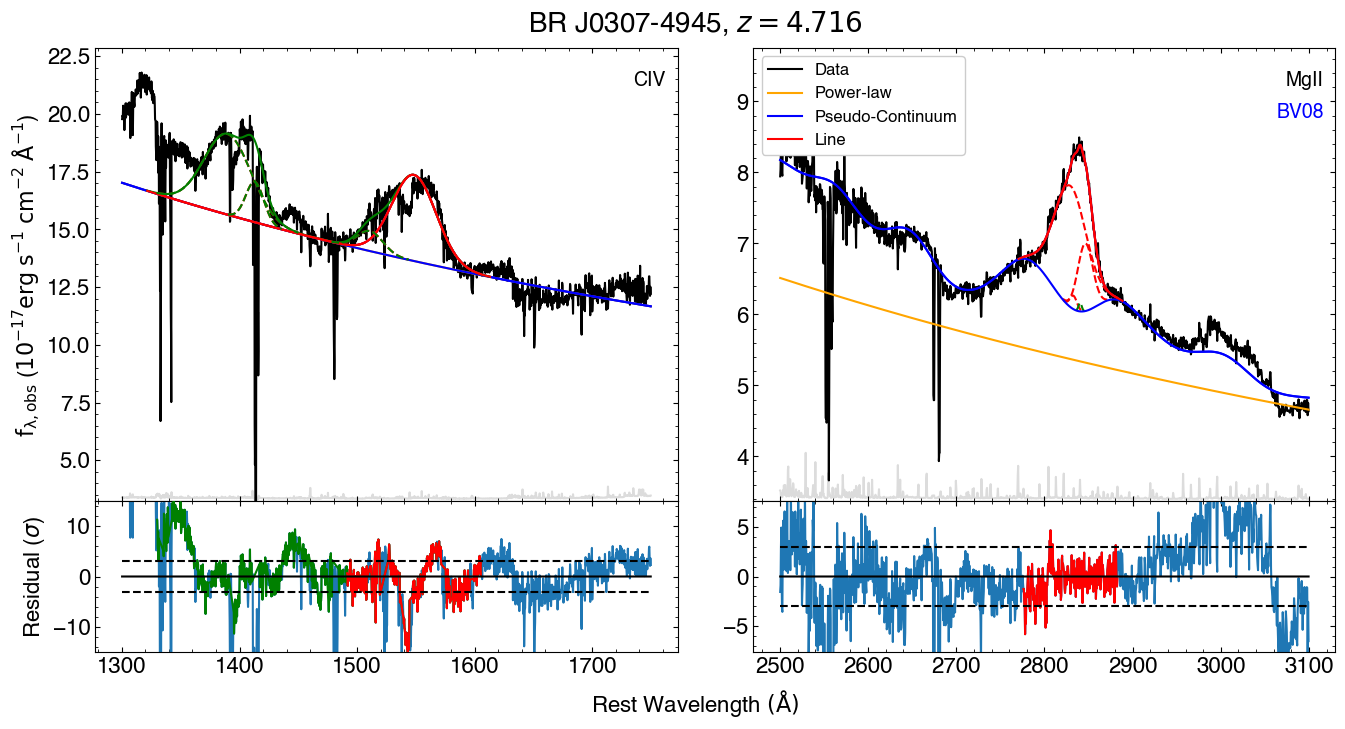 BR J0307-4945, z = 4.716
22.5
20.0
17.5
15.0
12.5
10.0
7.5
5.0
f_{λ,obs} (10^{−17} erg s^{−1} cm^{−2} Å^{−1})
CIV
9
8
7
6
5
4
Data
Power-law
Pseudo-Continuum
Line
MgII
BV08
10
0
−10
Residual (σ)
5
0
−5
1300 1400 1500 1600 1700
2500 2600 2700 2800 2900 3000 3100
Rest Wavelength (Å)